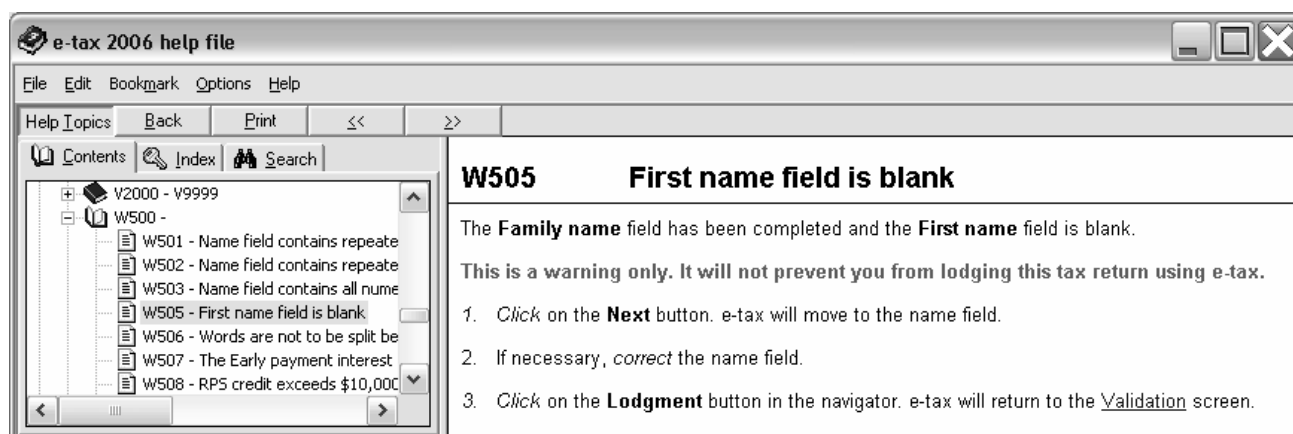 e-tax 2006 help file
File Edit Bookmark Options Help
Help Topics Back Print << >>
Contents Index Search
V2000 - V9999
W500 -
W501 - Name field contains repeate
W502 - Name field contains repeate
W503 - Name field contains all nume
W505 - First name field is blank
W506 - Words are not to be split be
W507 - The Early payment interest
W508 - RPS credit exceeds $10,000
W505 First name field is blank
The Family name field has been completed and the First name field is blank.
This is a warning only. It will not prevent you from lodging this tax return using e-tax.
1. Click on the Next button. e-tax will move to the name field.
2. If necessary, correct the name field.
3. Click on the Lodgment button in the navigator. e-tax will return to the Validation screen.